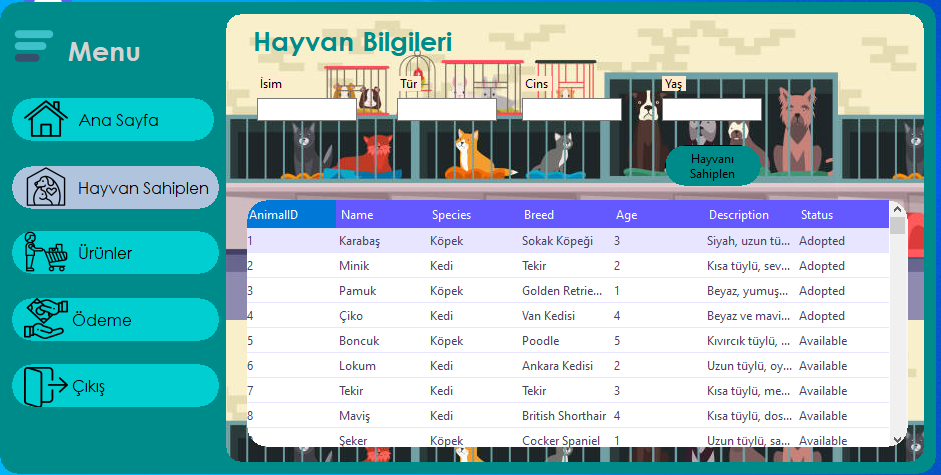 Menu
Ana Sayfa
Hayvan Sahiplen
Ürünler
Ödeme
Çıkış
Hayvan Bilgileri
İsim Tür Cins Yaş
Hayvanı
Sahiplen
AnimalID Name Species Breed Age Description Status
1 Karabaş Köpek Sokak Köpeği 3 Siyah, uzun tü... Adopted
2 Minik Kedi Tekir 2 Kısa tüylü, sev... Adopted
3 Pamuk Köpek Golden Retrie... 1 Beyaz, yumuş... Adopted
4 Çiko Kedi Van Kedisi 4 Beyaz ve mavi... Adopted
5 Boncuk Köpek Poodle 5 Kıvırcık tüylü, ... Available
6 Lokum Kedi Ankara Kedisi 2 Uzun tüylü, oy... Available
7 Tekir Kedi Tekir 3 Kısa tüylü, me... Available
8 Maviş Kedi British Shorthair 4 Kısa tüylü, dos... Available
Şeker Köpek Cocker Spaniel 1 Uzun tüylü, sa... Available